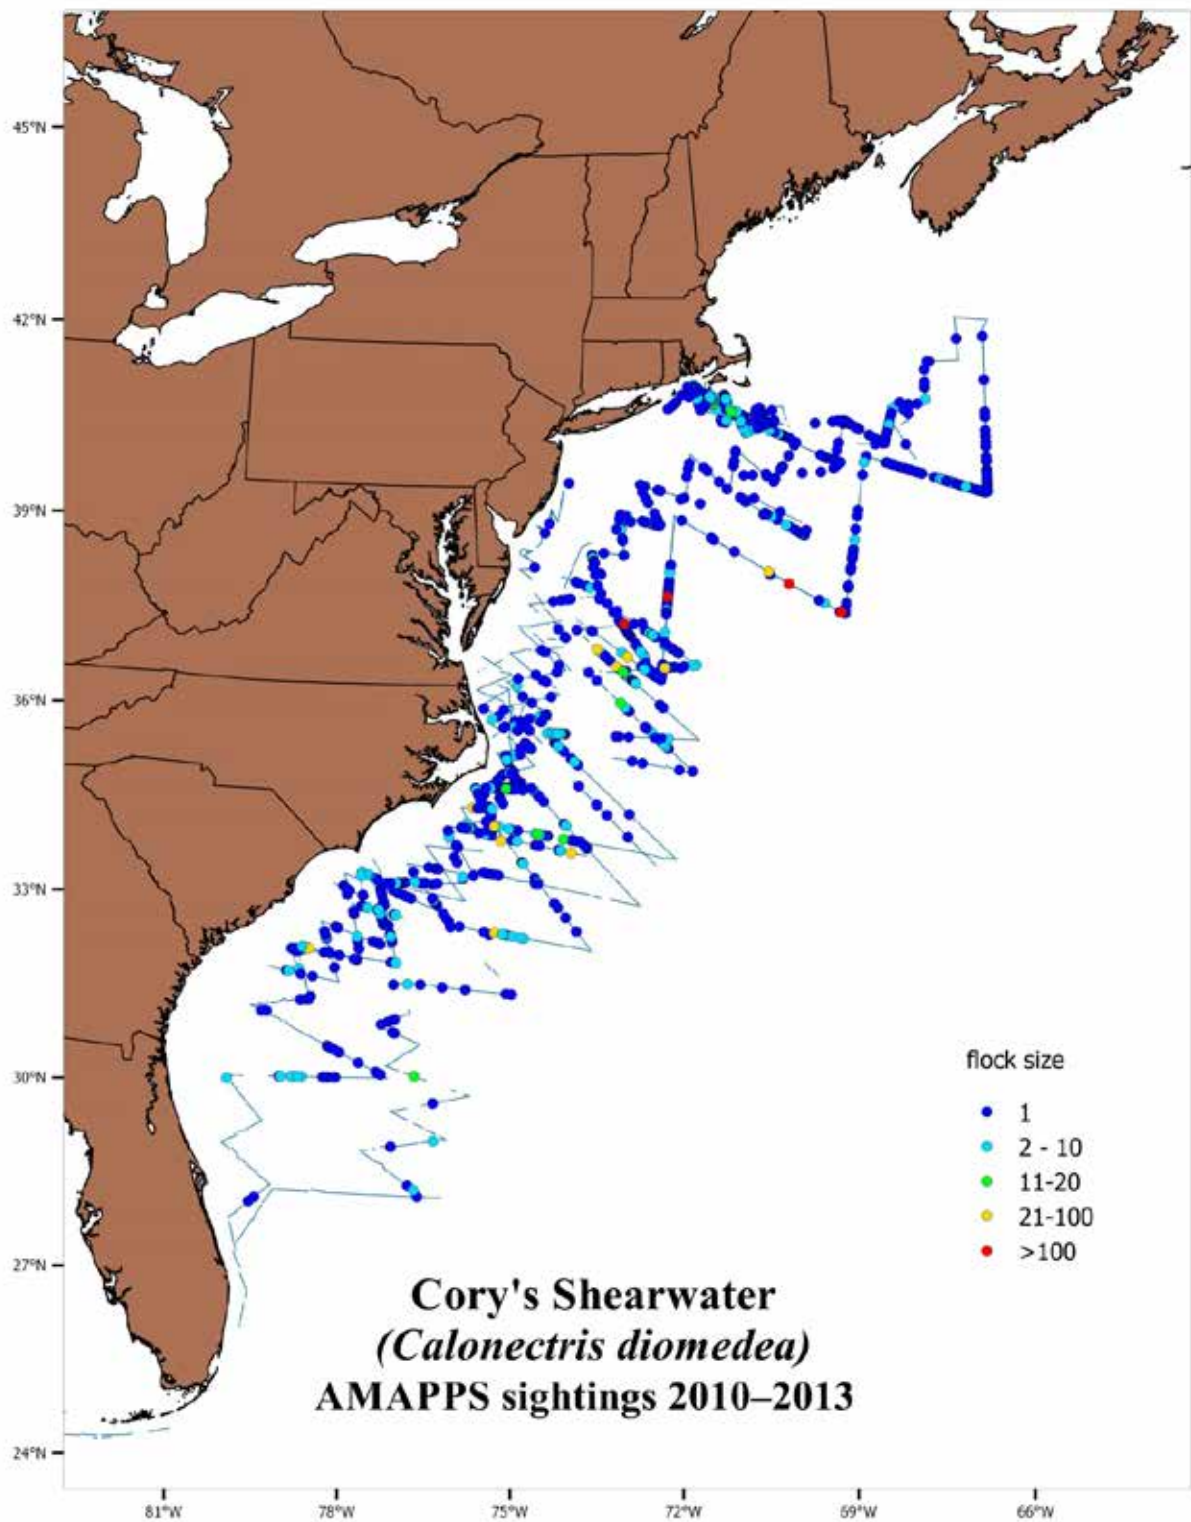 45°N
42°N
39°N
36°N
33°N
30°N
27°N
24°N
flock size
1
2 - 10
11-20
21-100
>100
Cory's Shearwater
(Calonectris diomedea)
AMAPPS sightings 2010–2013
81°W 78°W 75°W 72°W 69°W 66°W